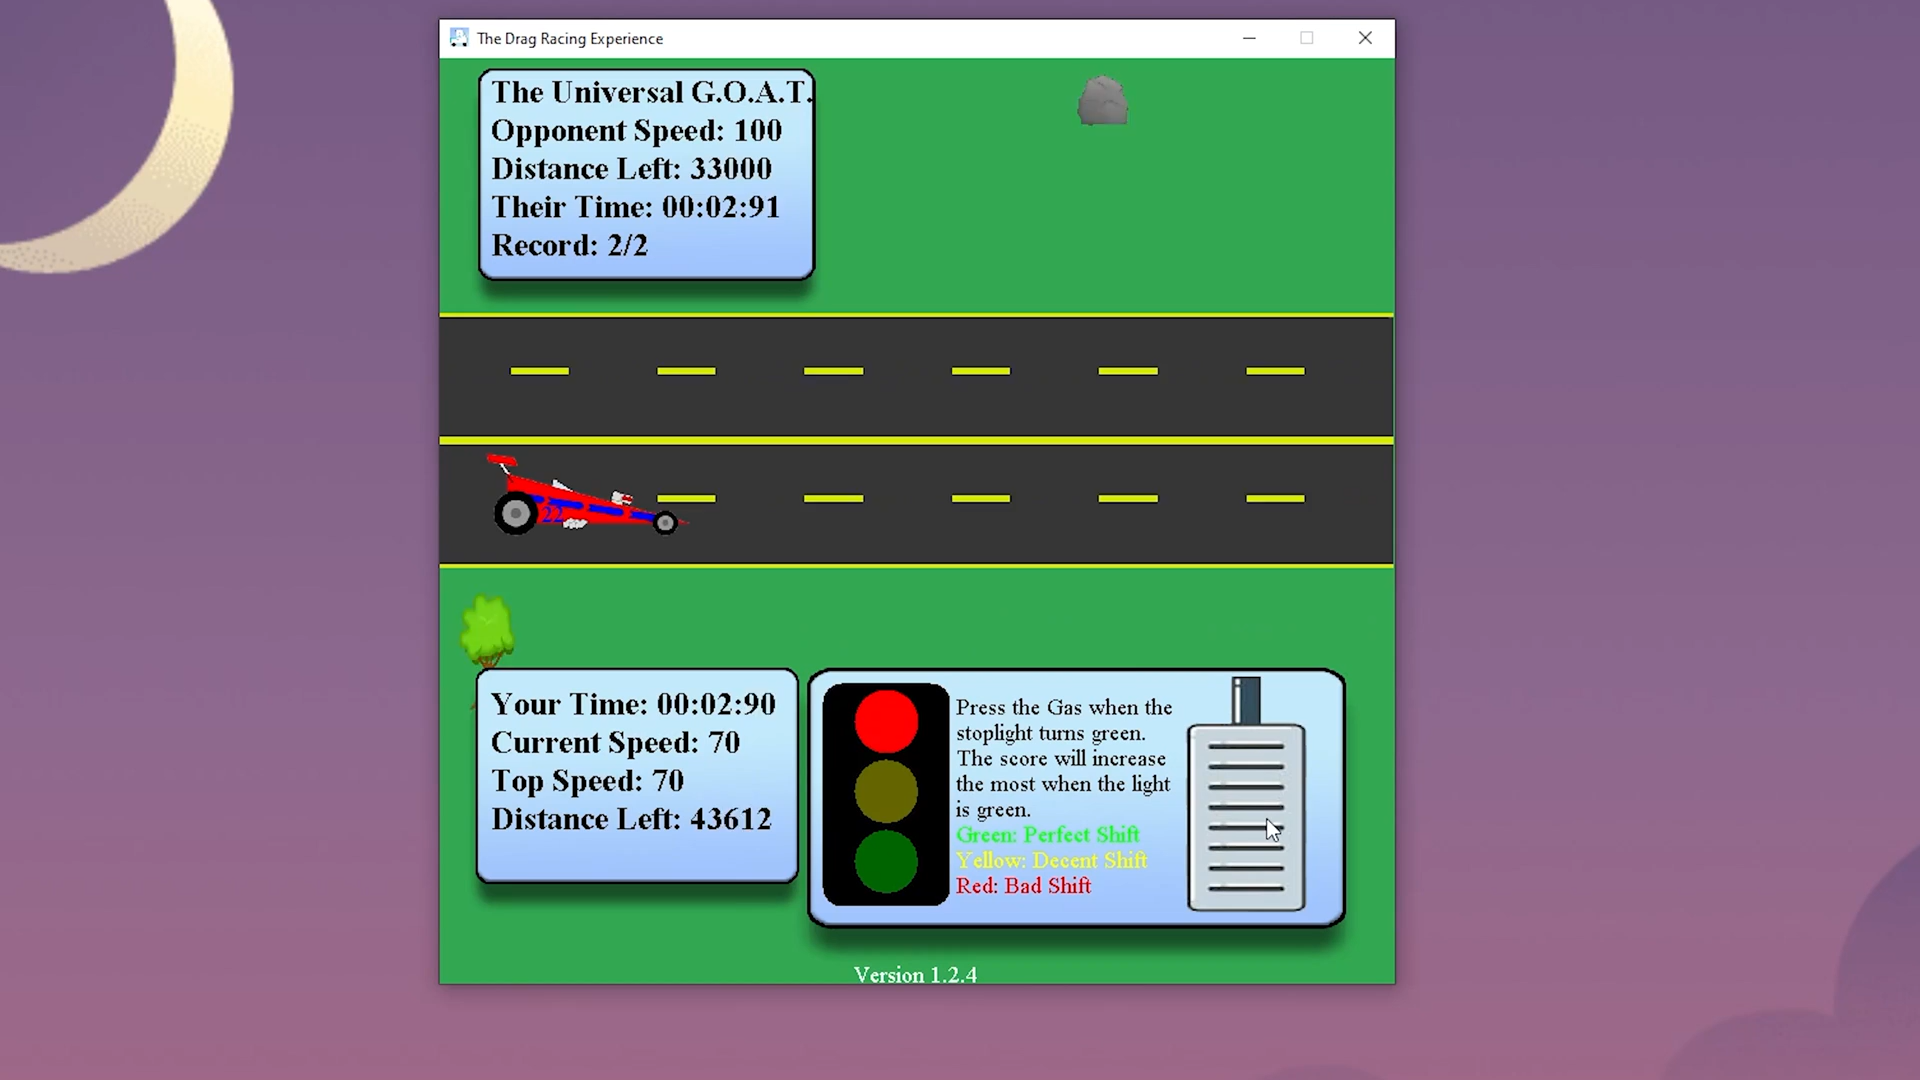 The Drag Racing Experience
The Universal G.O.A.T.
Opponent Speed: 100
Distance Left: 33000
Their Time: 00:02:91
Record: 2/2
22
Your Time: 00:02:90
Current Speed: 70
Top Speed: 70
Distance Left: 43612
Press the Gas when the
stoplight turns green.
The score will increase
the most when the light
is green.
Green: Perfect Shift
Yellow: Decent Shift
Red: Bad Shift
Version 1.2.4